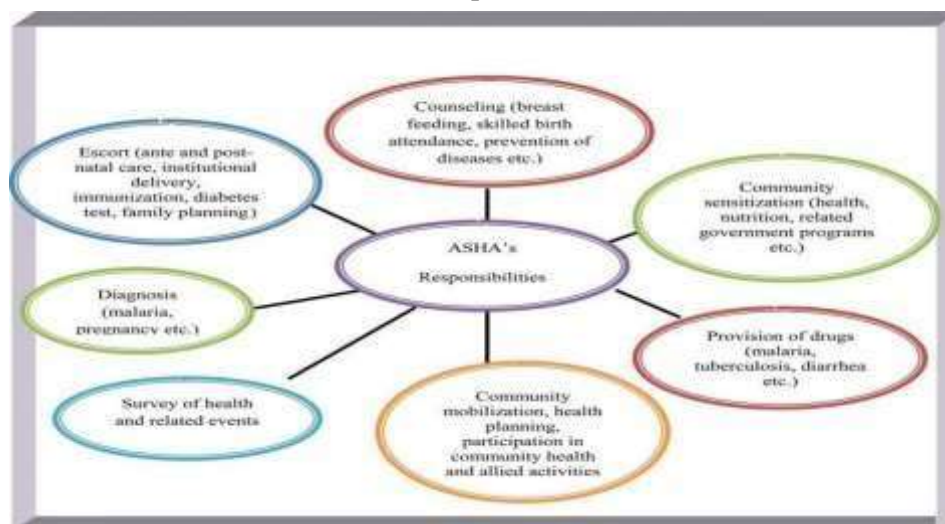 Counseling (breast
feeding, skilled birth
attendance, prevention of
diseases etc.)
Escort (ante and post-
natal care, institutional
delivery,
immunization, diabetes
test, family planning)
Community
sensitization (health,
nutrition, related
government programs
etc.)
ASHA's
Responsibilities
Diagnosis
(malaria,
pregnancy etc.)
Provision of drugs
(malaria,
tuberculosis, diarrhea
etc.)
Survey of health
and related events
Community
mobilization, health
planning,
participation in
community health
and allied activities